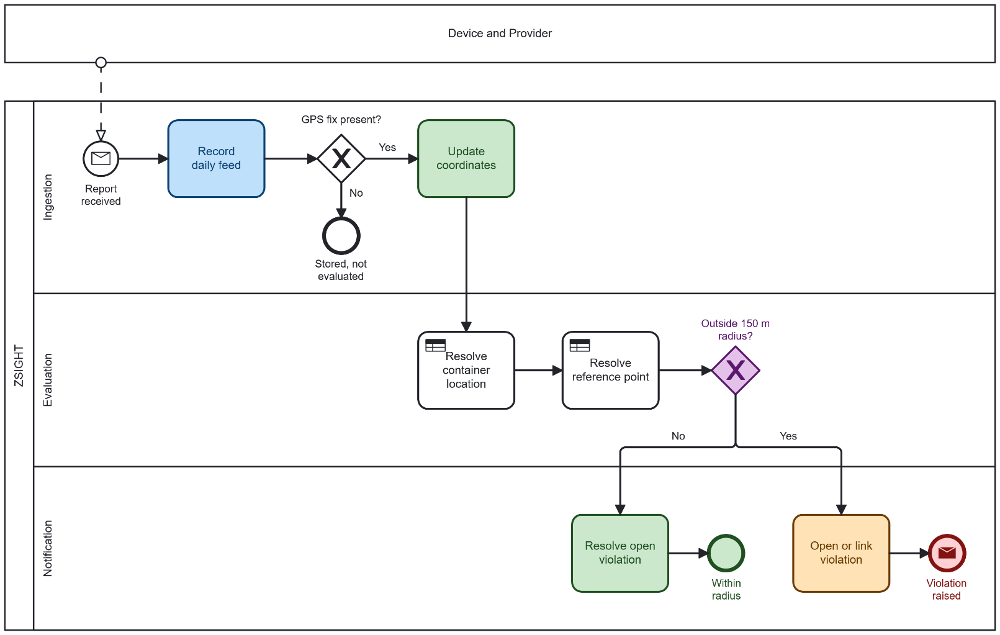 Device and Provider
ZSIGHT
Ingestion
Report
received
Record
daily feed
GPS fix present?
Yes
No
Stored, not
evaluated
Update
coordinates
Evaluation
Resolve
container
location
Resolve
reference point
Outside 150 m
radius?
No
Yes
Notification
Resolve open
violation
Within
radius
Open or link
violation
Violation
raised